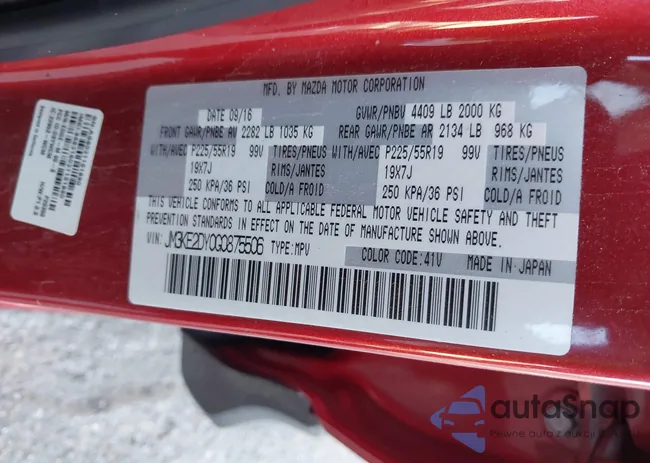 MFD. BY MAZDA MOTOR CORPORATION
DATE 09/16 GVWR/PNBV 4409 LB 2000 KG
FRONT GAWR/PNBE AV 2282 LB 1035 KG REAR GAWR/PNBE AR 2134 LB 968 KG
WITH/AVEC P225/55R19 99V TIRES/PNEUS WITH/AVEC P225/55R19 99V TIRES/PNEUS
19X7J RIMS/JANTES 19X7J RIMS/JANTES
250 KPA/36 PSI COLD/A FROID 250 KPA/36 PSI COLD/A FROID
THIS VEHICLE CONFORMS TO ALL APPLICABLE FEDERAL MOTOR VEHICLE SAFETY AND THEFT
PREVENTION STANDARDS IN EFFECT ON THE DATE OF MANUFACTURE SHOWN ABOVE.
VIN: JM3KE2DY0G0875506 TYPE:MPV COLOR CODE:41V MADE IN JAPAN
autoSnap
Pewne auta z aukcji